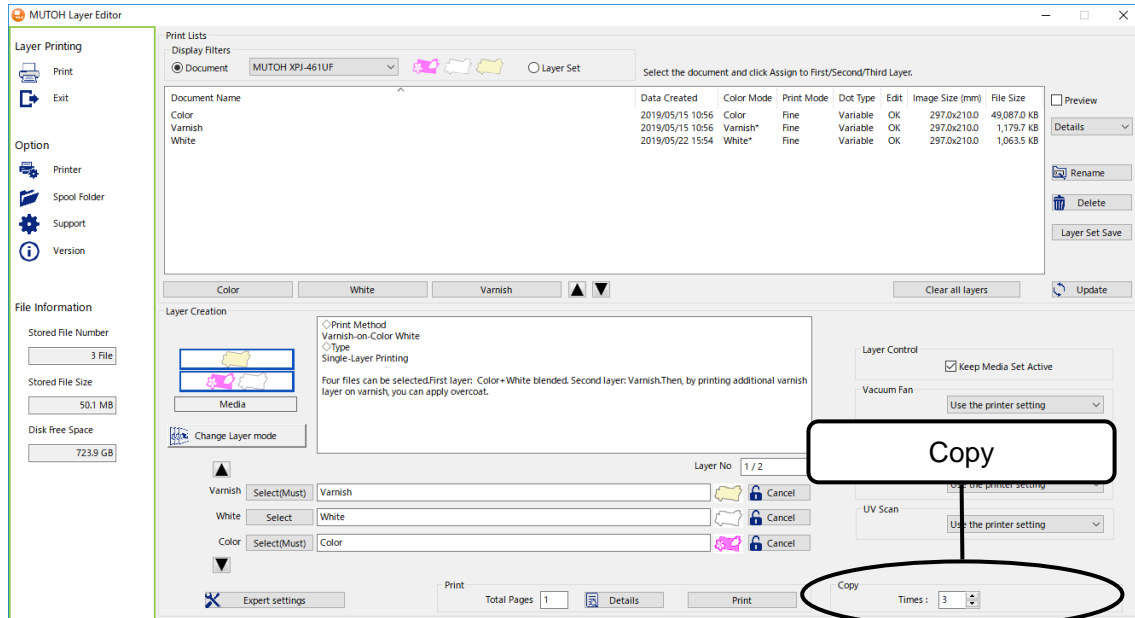 MUTOH Layer Editor
Layer Printing
Print
Exit
Option
Printer
Spool Folder
Support
Version
File Information
Stored File Number
3 File
Stored File Size
50.1 MB
Disk Free Space
723.9 GB
Print Lists
Display Filters
Document MUTOH XPJ-461UF Layer Set
Select the document and click Assign to First/Second/Third Layer.
Document Name Data Created Color Mode Print Mode Dot Type Edit Image Size (mm) File Size
Color 2019/05/15 10:56 Color Fine Variable OK 297.0x210.0 49,087.0 KB
Varnish 2019/05/15 10:56 Varnish* Fine Variable OK 297.0x210.0 1,179.7 KB
White 2019/05/22 15:54 White* Fine Variable OK 297.0x210.0 1,063.5 KB
Preview
Details
Rename
Delete
Layer Set Save
Color White Varnish Clear all layers Update
Layer Creation
Media
Change Layer mode
◇Print Method
Varnish-on-Color White
◇Type
Single-Layer Printing
Four files can be selected.First layer: Color+White blended. Second layer: Varnish.Then, by printing additional varnish
layer on varnish, you can apply overcoat.
Layer Control
Keep Media Set Active
Vacuum Fan
Use the printer setting
Copy
Use the printer setting
UV Scan
Use the printer setting
Layer No 1 / 2
Varnish Select(Must) Varnish Cancel
White Select White Cancel
Color Select(Must) Color Cancel
Expert settings
Print
Total Pages 1 Details Print
Copy
Times : 3